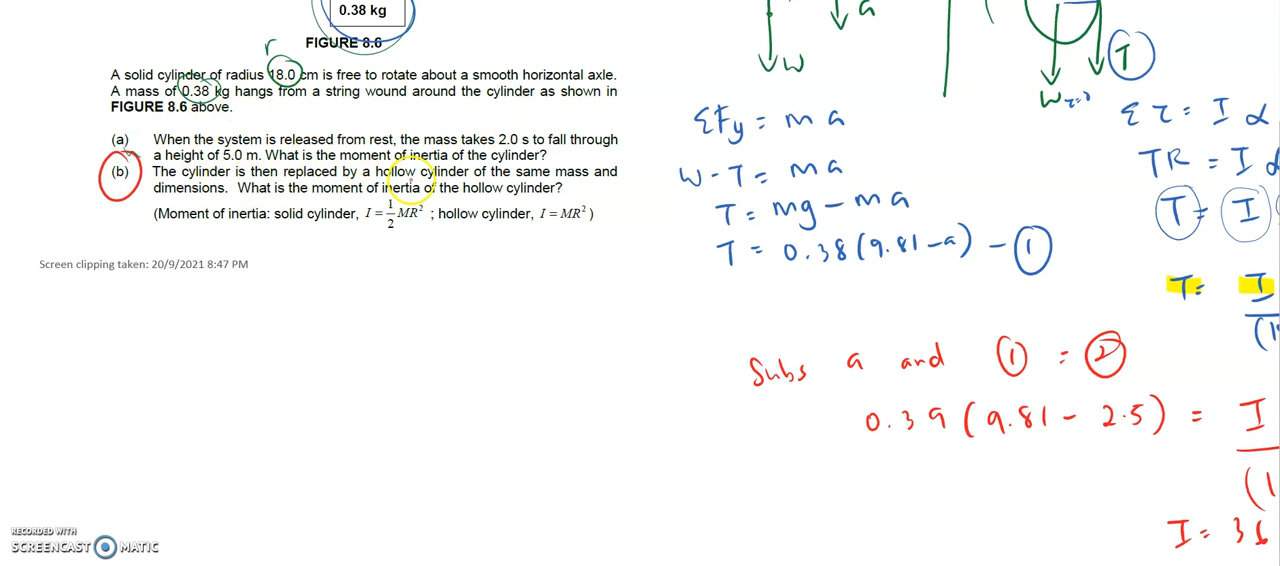 0.38 kg
a
W
T
W τ=0
FIGURE 8.6
r
A solid cylinder of radius 18.0 cm is free to rotate about a smooth horizontal axle.
A mass of 0.38 kg hangs from a string wound around the cylinder as shown in
FIGURE 8.6 above.
(a) When the system is released from rest, the mass takes 2.0 s to fall through
a height of 5.0 m. What is the moment of inertia of the cylinder?
(b) The cylinder is then replaced by a hollow cylinder of the same mass and
dimensions. What is the moment of inertia of the hollow cylinder?
(Moment of inertia: solid cylinder, I = 1/2 MR² ; hollow cylinder, I = MR² )
Screen clipping taken: 20/9/2021 8:47 PM
ΣFy = ma
W - T = ma
T = mg - ma
T = 0.38(9.81 - a) - ①
Στ = Iα
TR = Iα
T = I
T = I
Subs a and ① = ②
0.39(9.81 - 2.5) = I
I = 36
RECORDED WITH
SCREENCAST MATIC